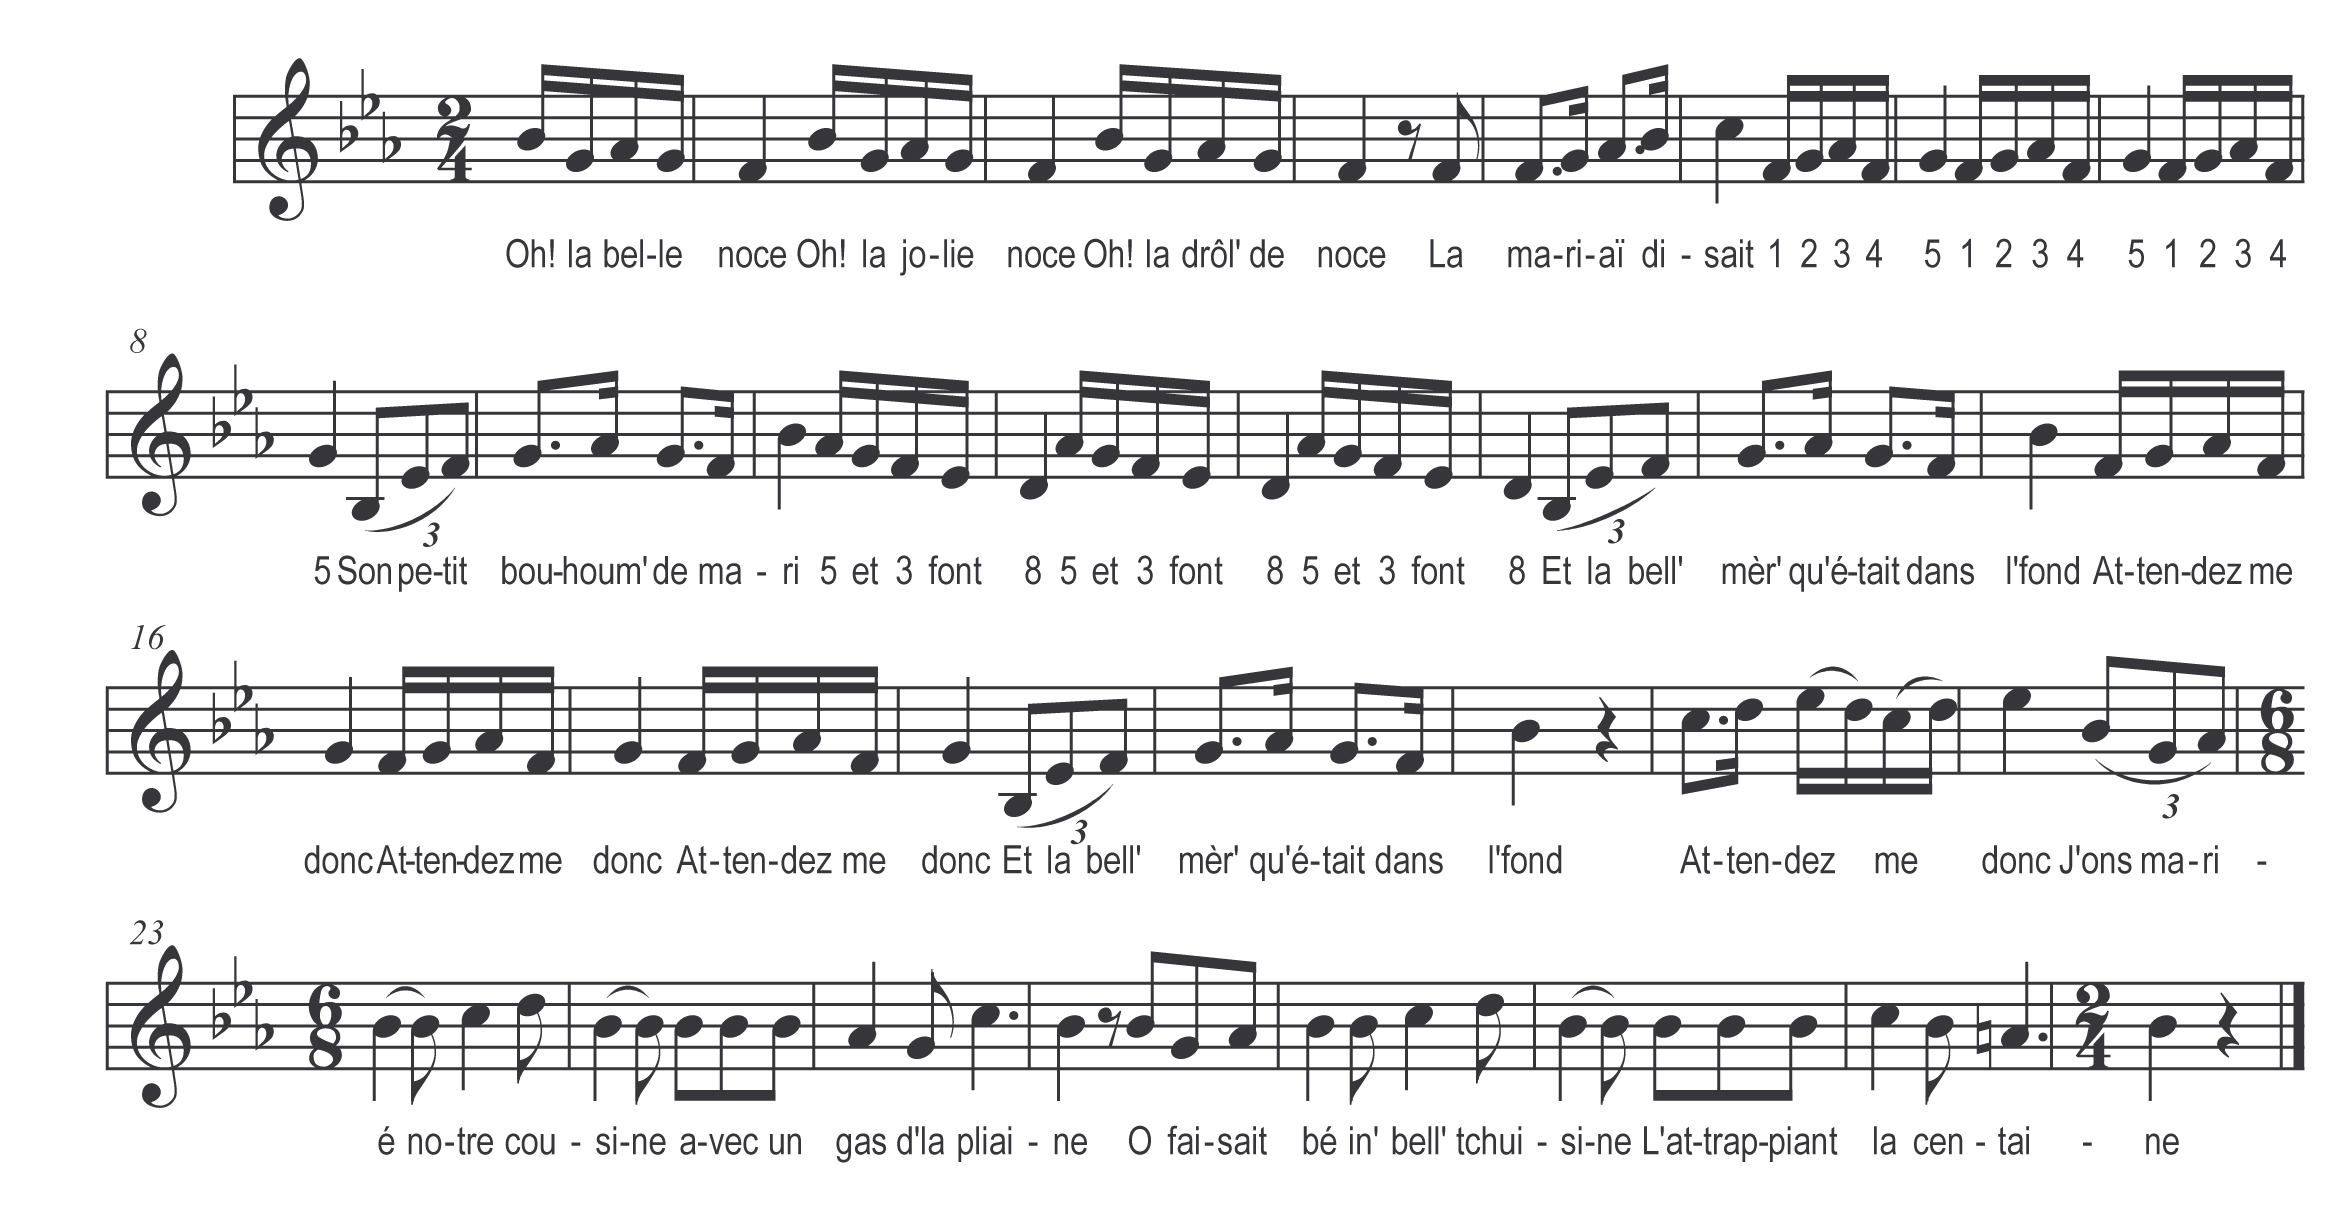 Oh! la bel-le noce Oh! la jo-lie noce Oh! la drôl' de noce La ma-ri-aï di - sait 1 2 3 4 5 1 2 3 4 5 1 2 3 4
8
3 3
5 Son pe-tit bou-houm' de ma - ri 5 et 3 font 8 5 et 3 font 8 5 et 3 font 8 Et la bell' mèr' qu'é-tait dans l'fond At-ten-dez me
16
3 3
donc At-ten-dez me donc At-ten-dez me donc Et la bell' mèr' qu'é-tait dans l'fond At-ten-dez me donc J'ons ma-ri -
23
é no-tre cou - si-ne a-vec un gas d'la pliai - ne O fai-sait bé in' bell' tchui - si-ne L'at-trap-piant la cen - tai - ne